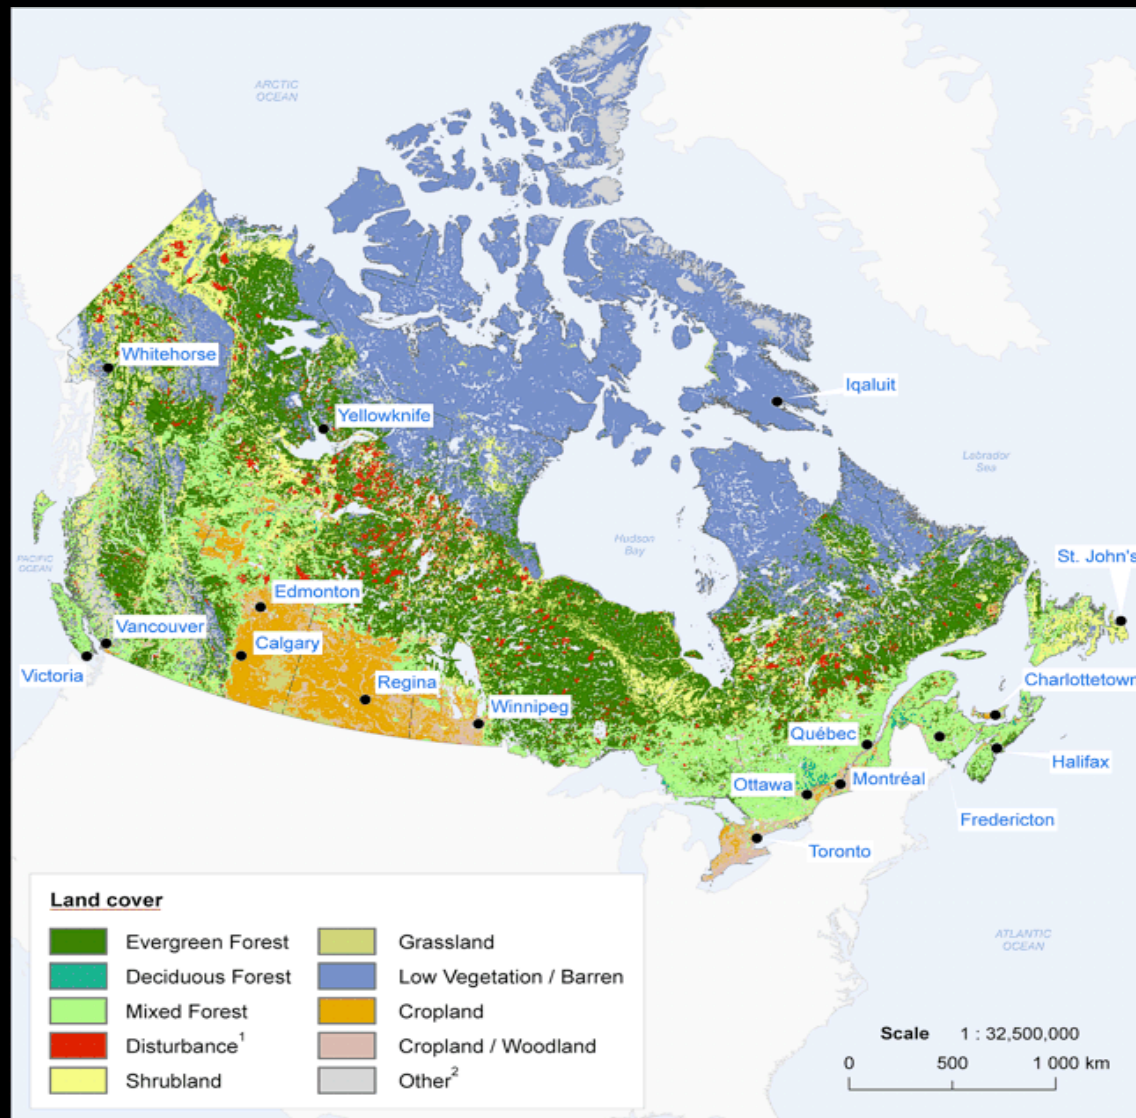 ARCTIC
OCEAN
Whitehorse
Iqaluit
Yellowknife
Labrador
Sea
Hudson
Bay
PACIFIC
OCEAN
St. John's
Edmonton
Vancouver
Calgary
Victoria
Charlottetown
Regina
Winnipeg
Québec
Halifax
Ottawa
Montréal
Fredericton
Toronto
Land cover
Evergreen Forest
Grassland
Deciduous Forest
Low Vegetation / Barren
Mixed Forest
Cropland
Disturbance1
Cropland / Woodland
Shrubland
Other2
ATLANTIC
OCEAN
Scale 1 : 32,500,000
0 500 1 000 km